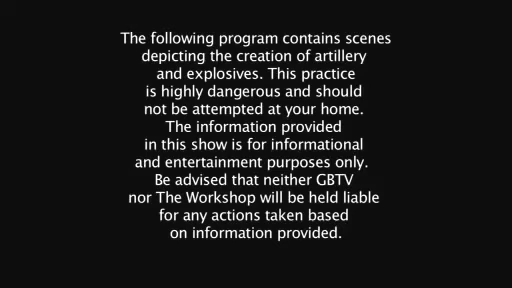 The following program contains scenes
depicting the creation of artillery
and explosives. This practice
is highly dangerous and should
not be attempted at your home.
The information provided
in this show is for informational
and entertainment purposes only.
Be advised that neither GBTV
nor The Workshop will be held liable
for any actions taken based
on information provided.